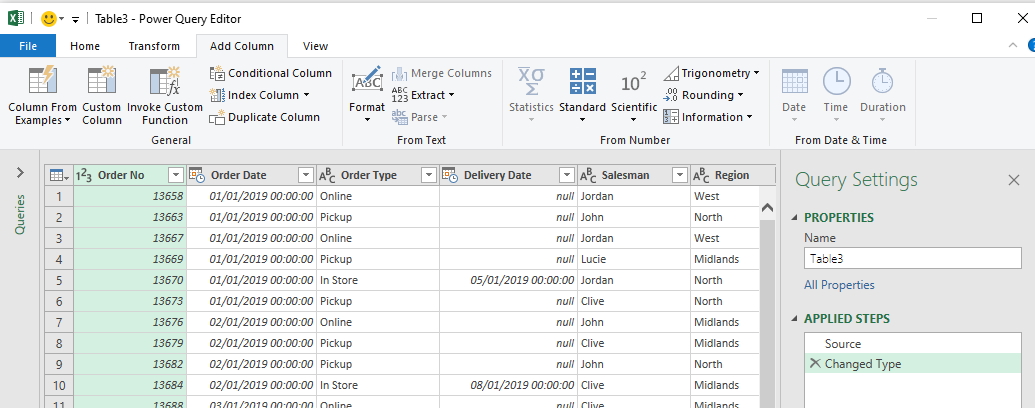 Table3 - Power Query Editor
File Home Transform Add Column View
Column From Examples
Custom Column
Invoke Custom Function
Conditional Column
Index Column
Duplicate Column
General
ABC
Format
Merge Columns
ABC 123 Extract
abc Parse
From Text
XΣσ
Statistics
Standard
10²
Scientific
Trigonometry
.00 Rounding
Information
From Number
Date
Time
Duration
From Date & Time
Queries
1²3 Order No Order Date ABC Order Type Delivery Date ABC Salesman ABC Region
1 13658 01/01/2019 00:00:00 Online null Jordan West
2 13663 01/01/2019 00:00:00 Pickup null John North
3 13667 01/01/2019 00:00:00 Online null Jordan West
4 13669 01/01/2019 00:00:00 Pickup null Lucie Midlands
5 13670 01/01/2019 00:00:00 In Store 05/01/2019 00:00:00 Jordan North
6 13673 01/01/2019 00:00:00 Pickup null Clive North
7 13676 02/01/2019 00:00:00 Online null John Midlands
8 13679 02/01/2019 00:00:00 Pickup null Clive Midlands
9 13682 02/01/2019 00:00:00 Pickup null John North
10 13684 02/01/2019 00:00:00 In Store 08/01/2019 00:00:00 Clive Midlands
11 13688 03/01/2019 00:00:00 Online null Clive Midlands
Query Settings
PROPERTIES
Name
Table3
All Properties
APPLIED STEPS
Source
Changed Type